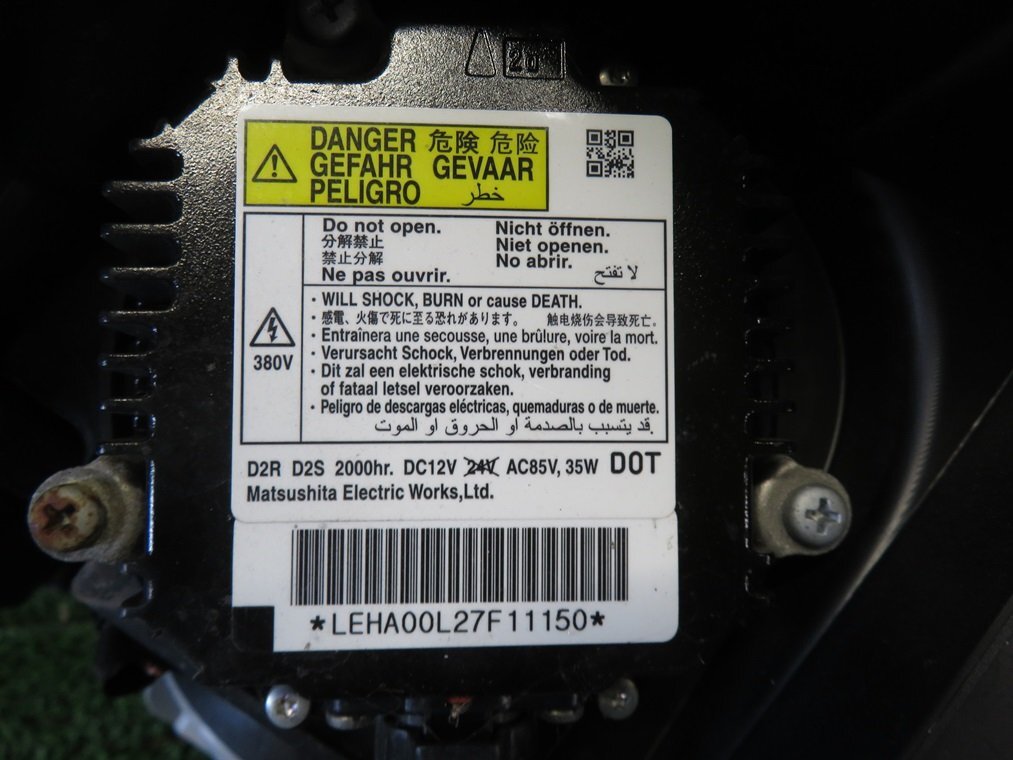 DANGER 危険 危险
GEFAHR GEVAAR
PELIGRO خطر
Do not open.
分解禁止
禁止分解
Ne pas ouvrir.
Nicht öffnen.
Niet openen.
No abrir.
لا تفتح
380V
· WILL SHOCK, BURN or cause DEATH.
· 感電、火傷で死に至る恐れがあります。 触电烧伤会导致死亡。
· Entraînera une secousse, une brûlure, voire la mort.
· Verursacht Schock, Verbrennungen oder Tod.
· Dit zal een elektrische schok, verbranding
of fataal letsel veroorzaken.
· Peligro de descargas eléctricas, quemaduras o de muerte.
قد يتسبب بالصدمة او الحروق او الموت.
D2R D2S 2000hr. DC12V 24V AC85V, 35W DOT
Matsushita Electric Works,Ltd.
*LEHA00L27F11150*